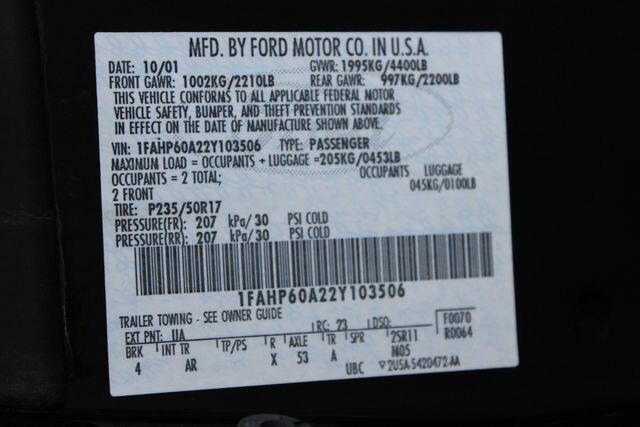 MFD. BY FORD MOTOR CO. IN U.S.A.
DATE: 10/01 GVWR: 1995KG/4400LB
FRONT GAWR: 1002KG/2210LB REAR GAWR: 997KG/2200LB
THIS VEHICLE CONFORMS TO ALL APPLICABLE FEDERAL MOTOR
VEHICLE SAFETY, BUMPER, AND THEFT PREVENTION STANDARDS
IN EFFECT ON THE DATE OF MANUFACTURE SHOWN ABOVE.
VIN: 1FAHP60A22Y103506 TYPE: PASSENGER
MAXIMUM LOAD = OCCUPANTS + LUGGAGE = 205KG/0453LB
OCCUPANTS = 2 TOTAL; OCCUPANTS LUGGAGE
2 FRONT 045KG/0100LB
TIRE: P235/50R17
PRESSURE(FR): 207 kPa/30 PSI COLD
PRESSURE(RR): 207 kPa/30 PSI COLD
1FAHP60A22Y103506
TRAILER TOWING - SEE OWNER GUIDE
EXT PNT: UA RC: 23 DSO: F0070
BRK INT TR TP/PS R AXLE TR SPR 2SR11 R0064
4 AR X 53 A M05
UBC 2USA-5420472-AA